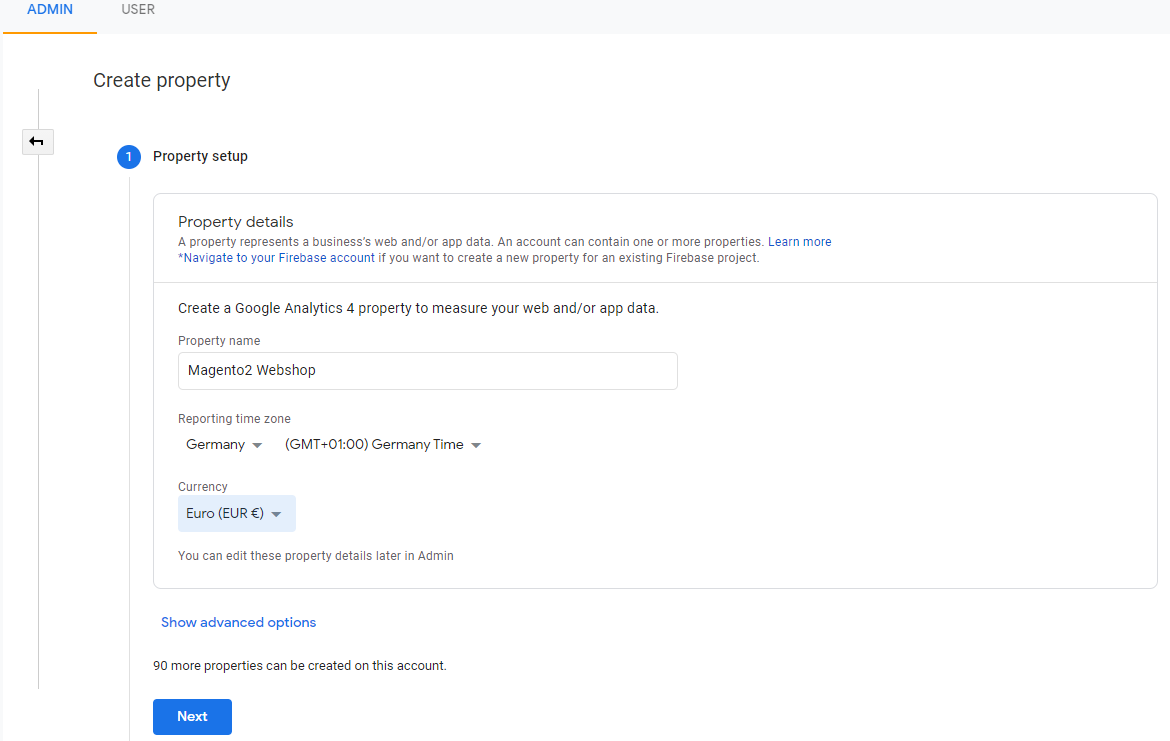 ADMIN USER
Create property
1 Property setup
Property details
A property represents a business's web and/or app data. An account can contain one or more properties. Learn more
*Navigate to your Firebase account if you want to create a new property for an existing Firebase project.
Create a Google Analytics 4 property to measure your web and/or app data.
Property name
Magento2 Webshop
Reporting time zone
Germany (GMT+01:00) Germany Time
Currency
Euro (EUR €)
You can edit these property details later in Admin
Show advanced options
90 more properties can be created on this account.
Next